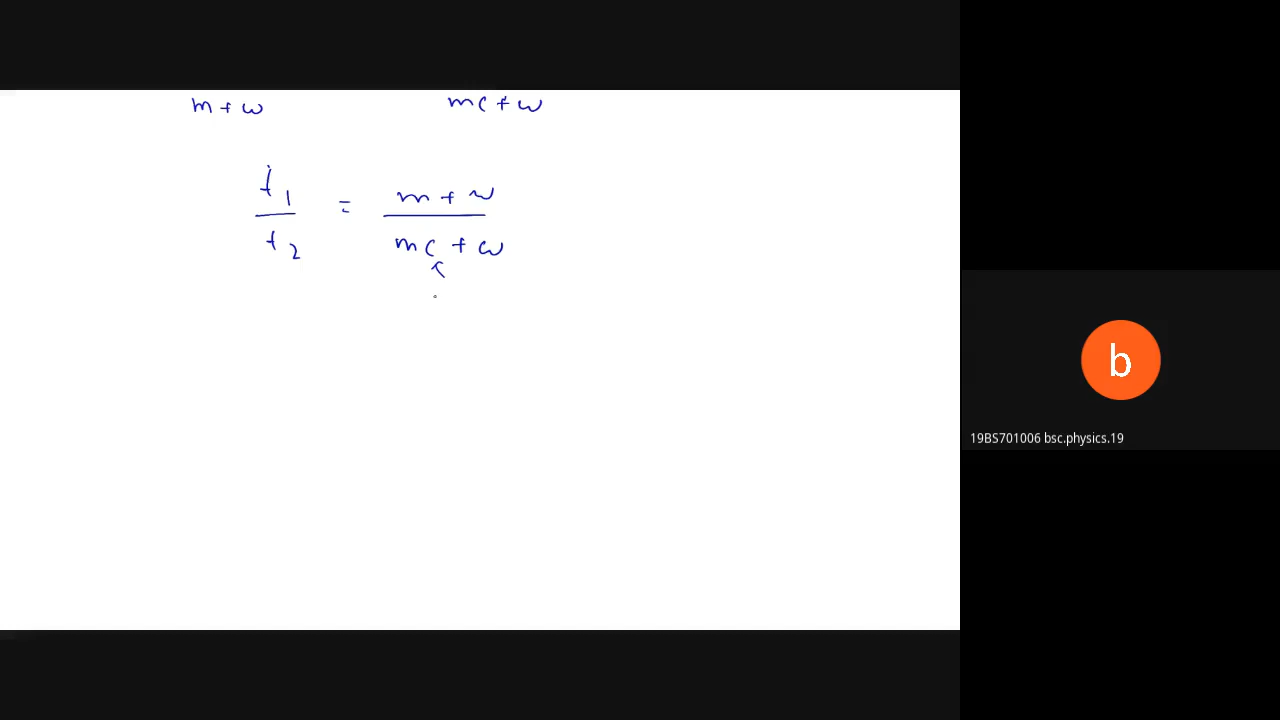 m + w mc + w
t1 / t2 = m + w / mc + w
b
19BS701006 bsc.physics.19